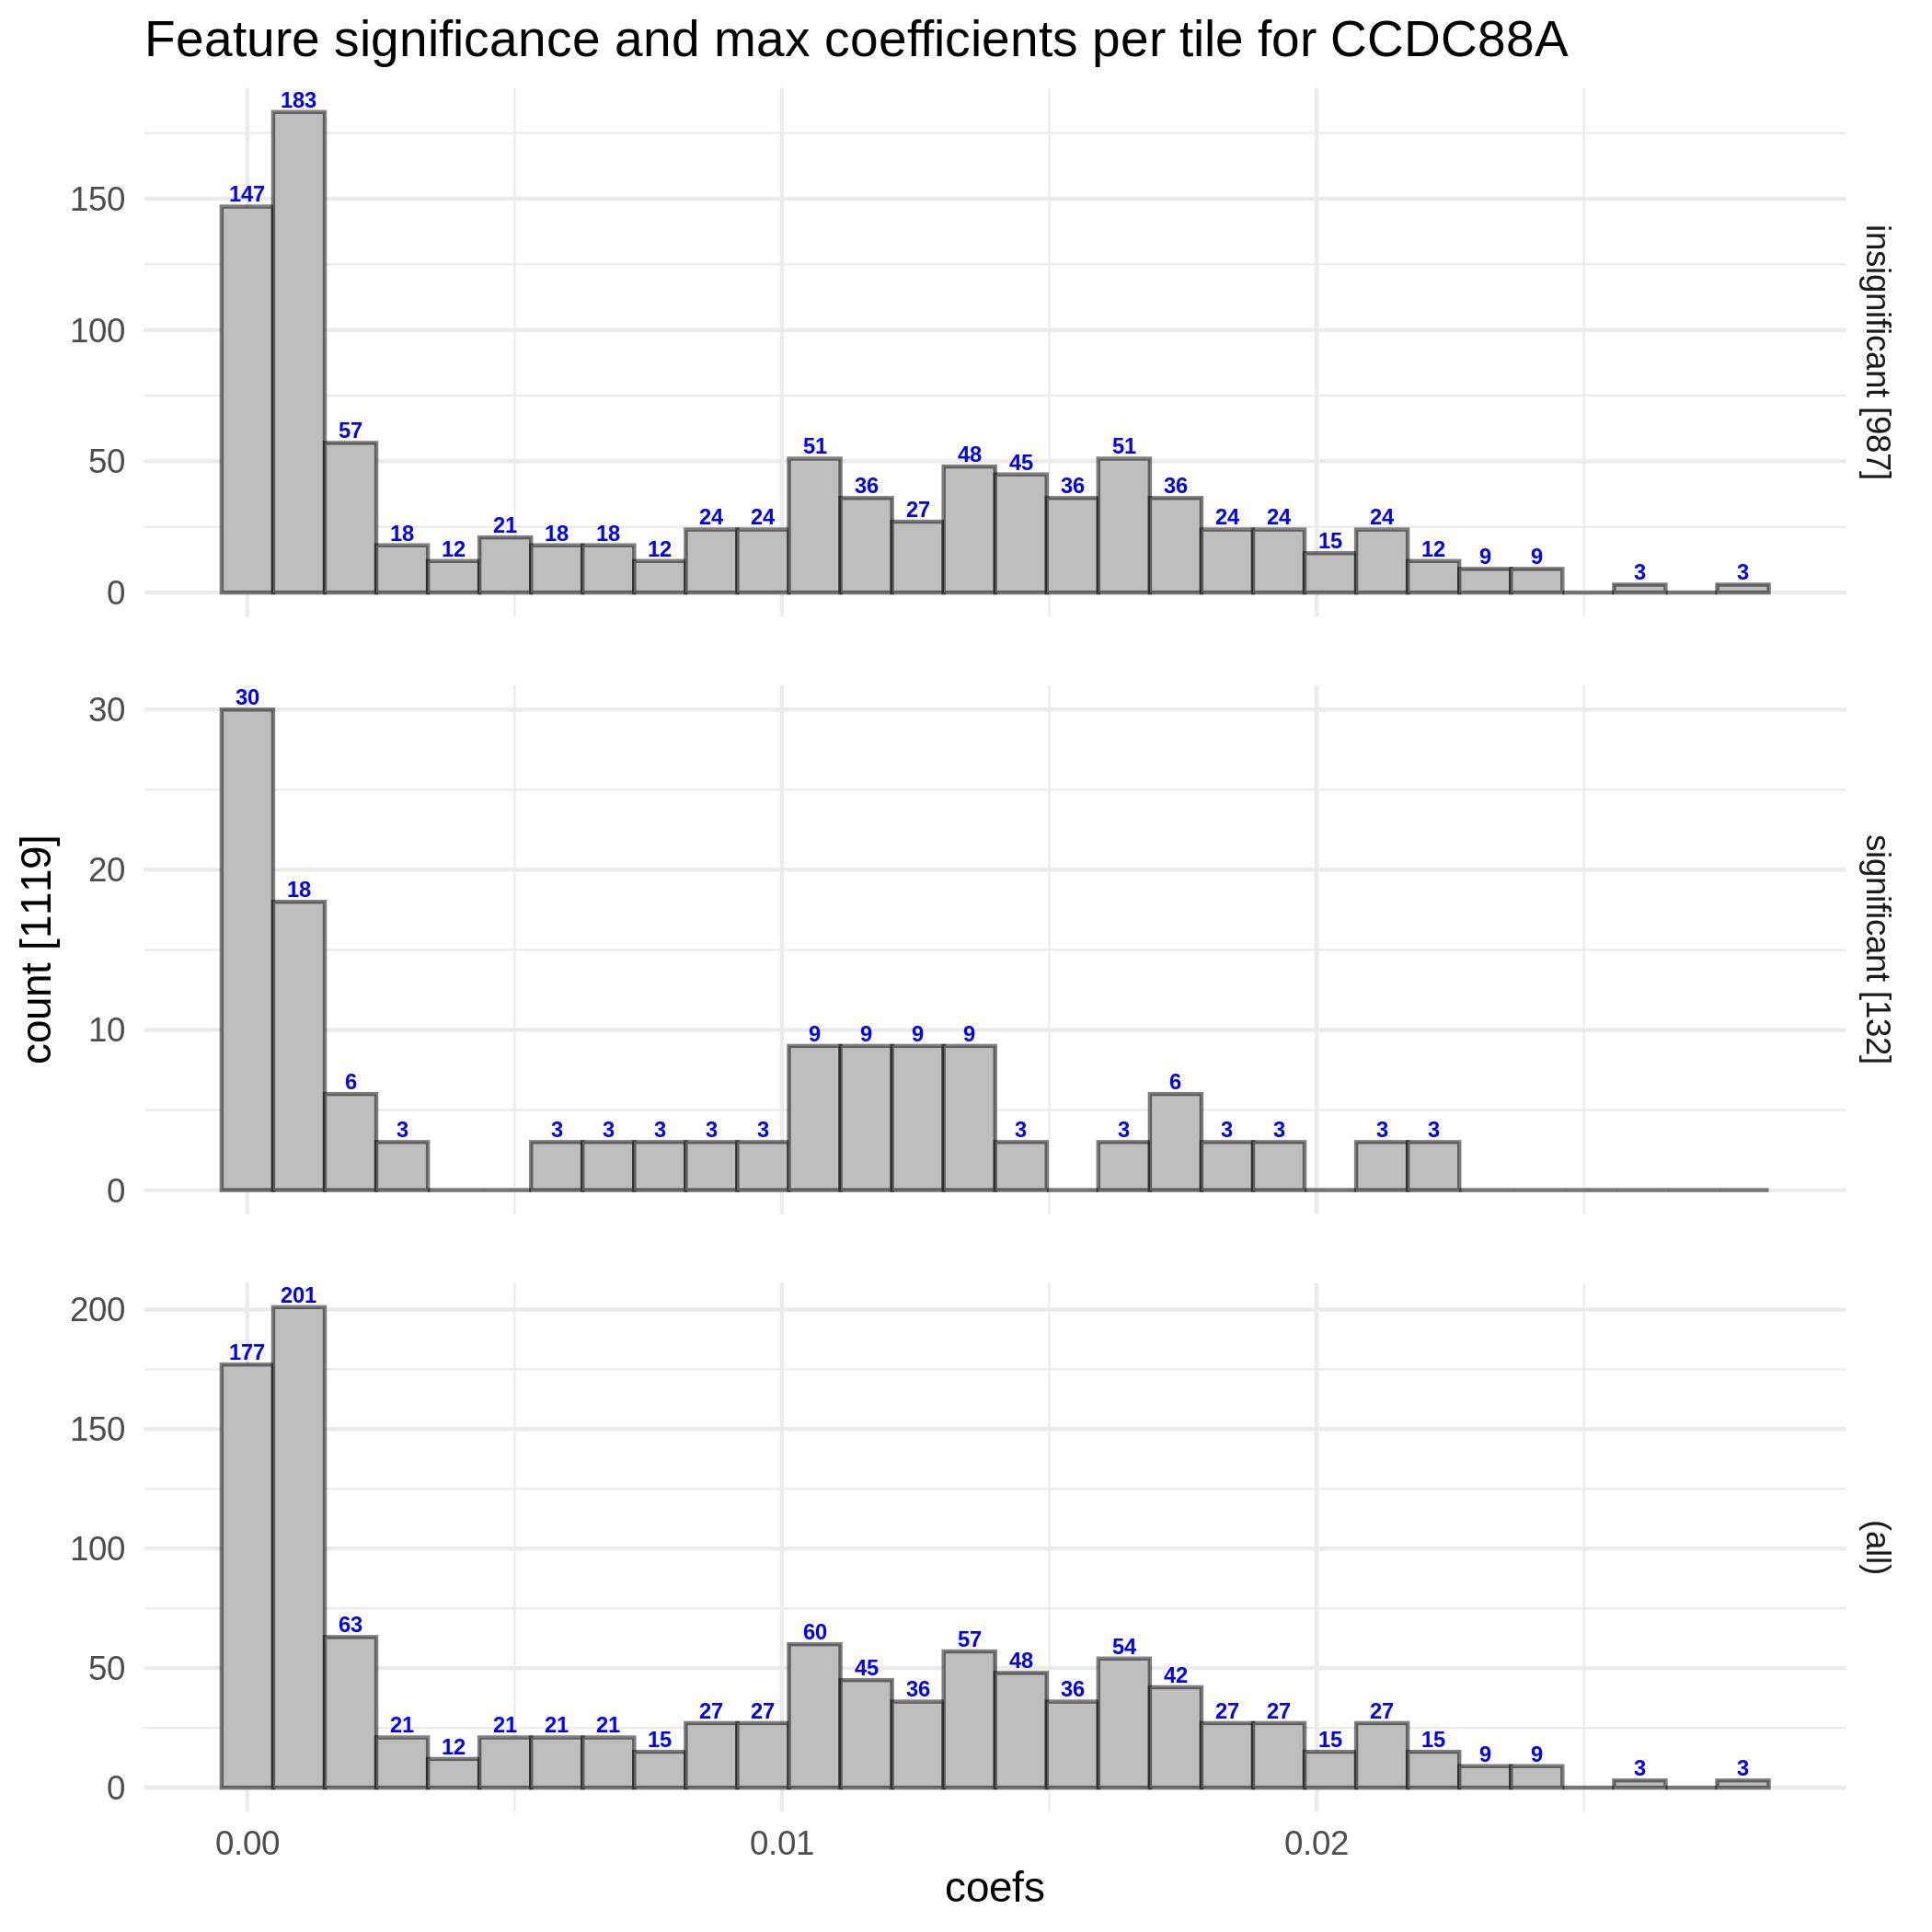 Feature significance and max coefficients per tile for CCDC88A
183
147
57
18 12 21 18 18 12 24 24 51 36 27 48 45 36 51 36 24 24 15 24 12 9 9 3 3
150
100
50
0
insignificant [987]
30
18
6
3 3 3 3 3 3 9 9 9 9 3 3 6 3 3 3 3
30
20
10
0
significant [132]
count [1119]
201
177
63
21 12 21 21 21 15 27 27 60 45 36 57 48 36 54 42 27 27 15 27 15 9 9 3 3
200
150
100
50
0
(all)
0.00 0.01 0.02
coefs